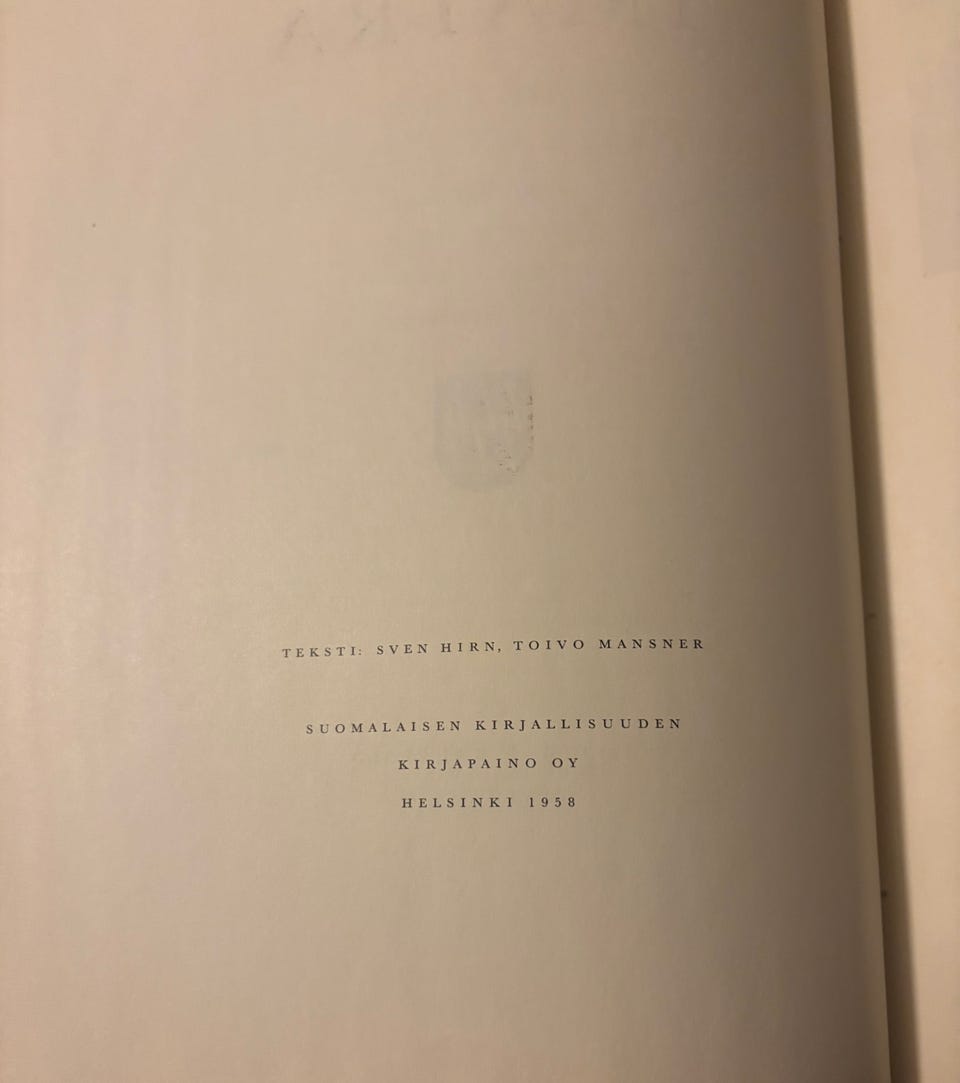 TEKSTI: SVEN HIRN, TOIVO MANSNER
SUOMALAISEN KIRJALLISUUDEN
KIRJAPAINO OY
HELSINKI 1958